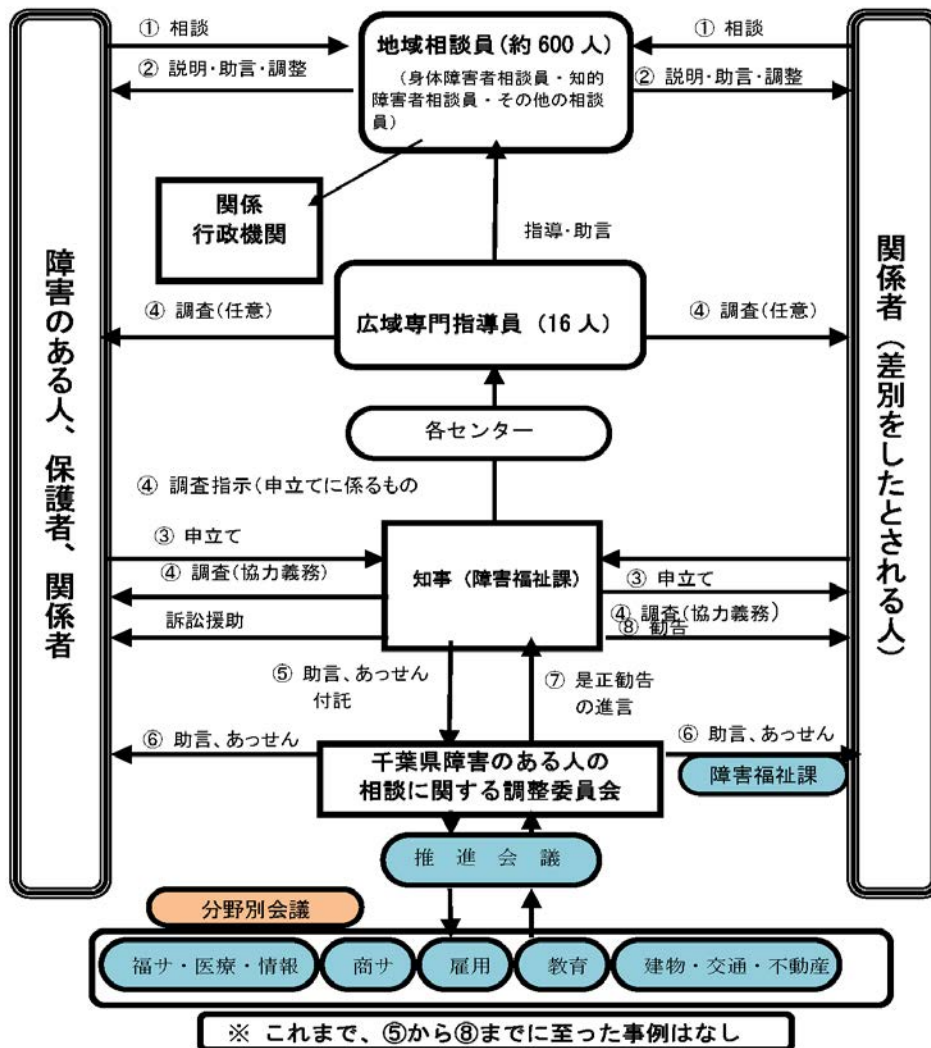 ① 相談
地域相談員(約600人)
① 相談
② 説明･助言･調整
（身体障害者相談員・知的
障害者相談員・その他の相談
員）
② 説明･助言･調整
関係
行政機関
指導･助言
障害のある人、保護者、関係者
関係者（差別をしたとされる人）
④ 調査(任意)
広域専門指導員（16人）
④ 調査(任意)
各センター
④ 調査指示(申立てに係るもの
③ 申立て
知事（障害福祉課）
④ 調査(協力義務)
③ 申立て
訴訟援助
④ 調査(協力義務)
⑧ 勧告
⑤ 助言、あっせん
付託
⑦ 是正勧告
の進言
⑥ 助言、あっせん
千葉県障害のある人の
相談に関する調整委員会
⑥ 助言、あっせん
障害福祉課
推進会議
分野別会議
福サ・医療・情報
商サ
雇用
教育
建物・交通・不動産
※ これまで、⑤から⑧までに至った事例はなし